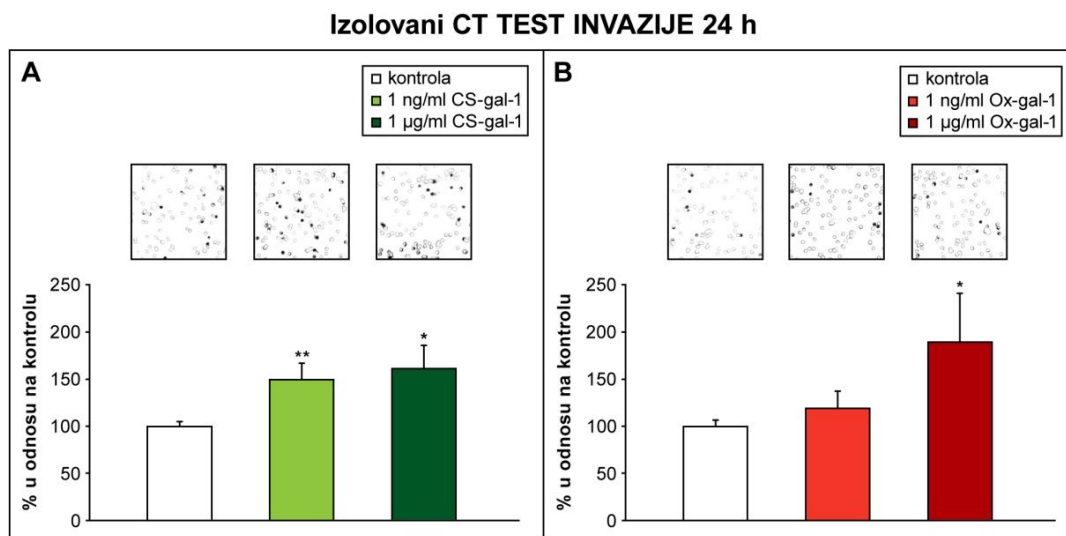 Izolovani CT TEST INVAZIJE 24 h
A
kontrola
1 ng/ml CS-gal-1
1 µg/ml CS-gal-1
% u odnosu na kontrolu
250
200
150
100
50
0
**
*
B
kontrola
1 ng/ml Ox-gal-1
1 µg/ml Ox-gal-1
% u odnosu na kontrolu
250
200
150
100
50
0
*